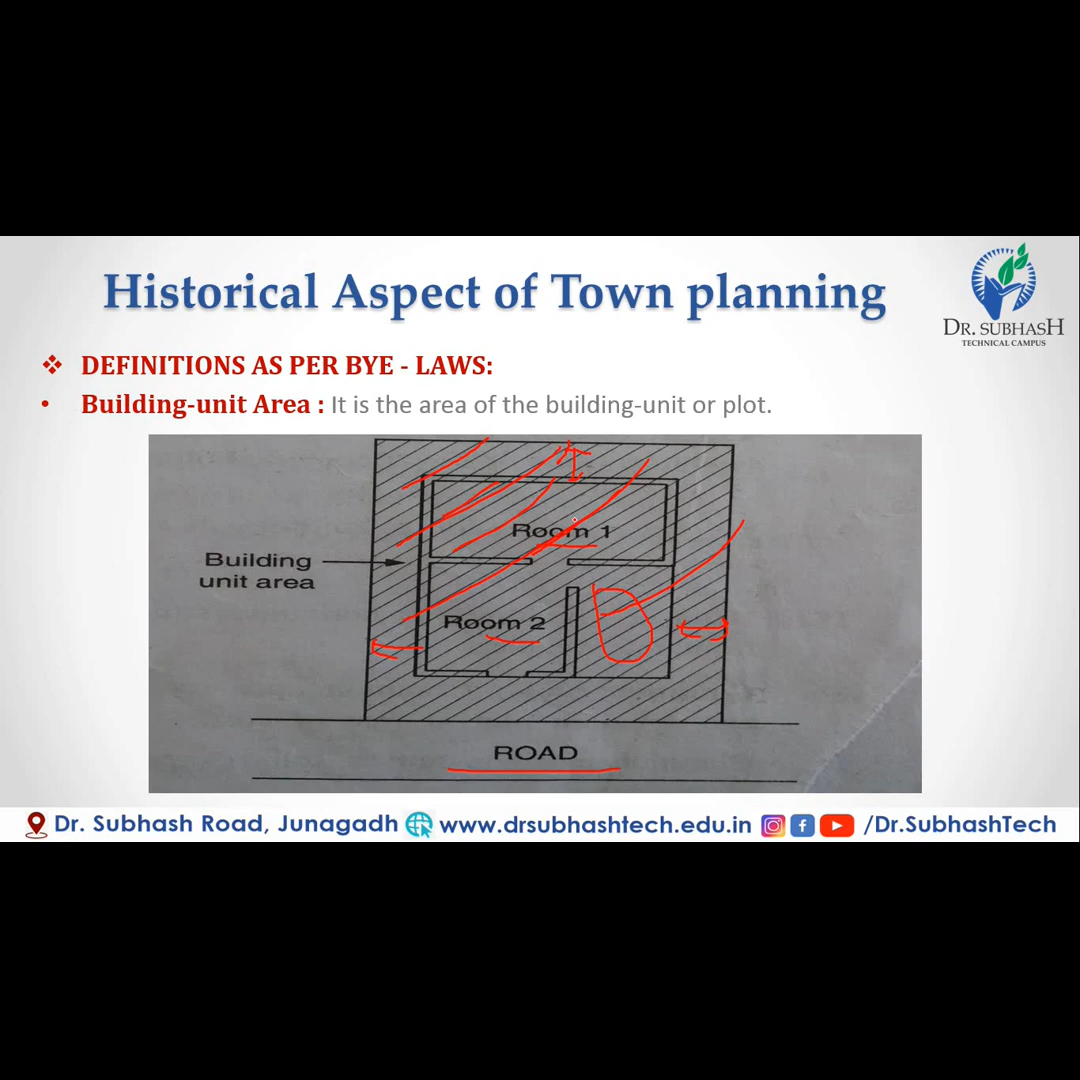 Historical Aspect of Town planning
DR. SUBHASH
TECHNICAL CAMPUS
❖ DEFINITIONS AS PER BYE - LAWS:
• Building-unit Area : It is the area of the building-unit or plot.
Room 1
Building
unit area
Room 2
ROAD
Dr. Subhash Road, Junagadh www.drsubhashtech.edu.in /Dr.SubhashTech